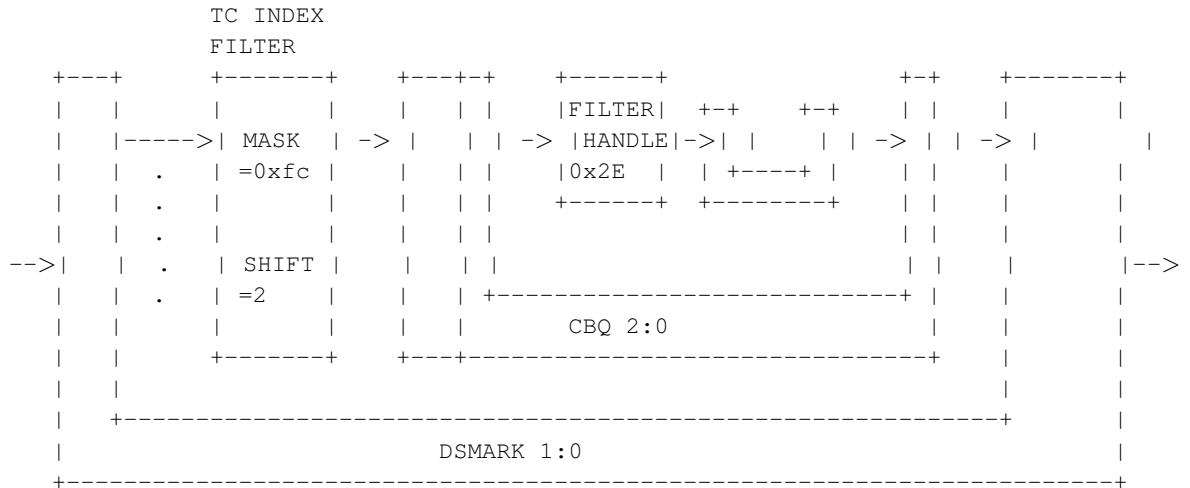 TC INDEX
FILTER
FILTER
MASK HANDLE
=0xfc 0x2E
SHIFT
=2
CBQ 2:0
DSMARK 1:0